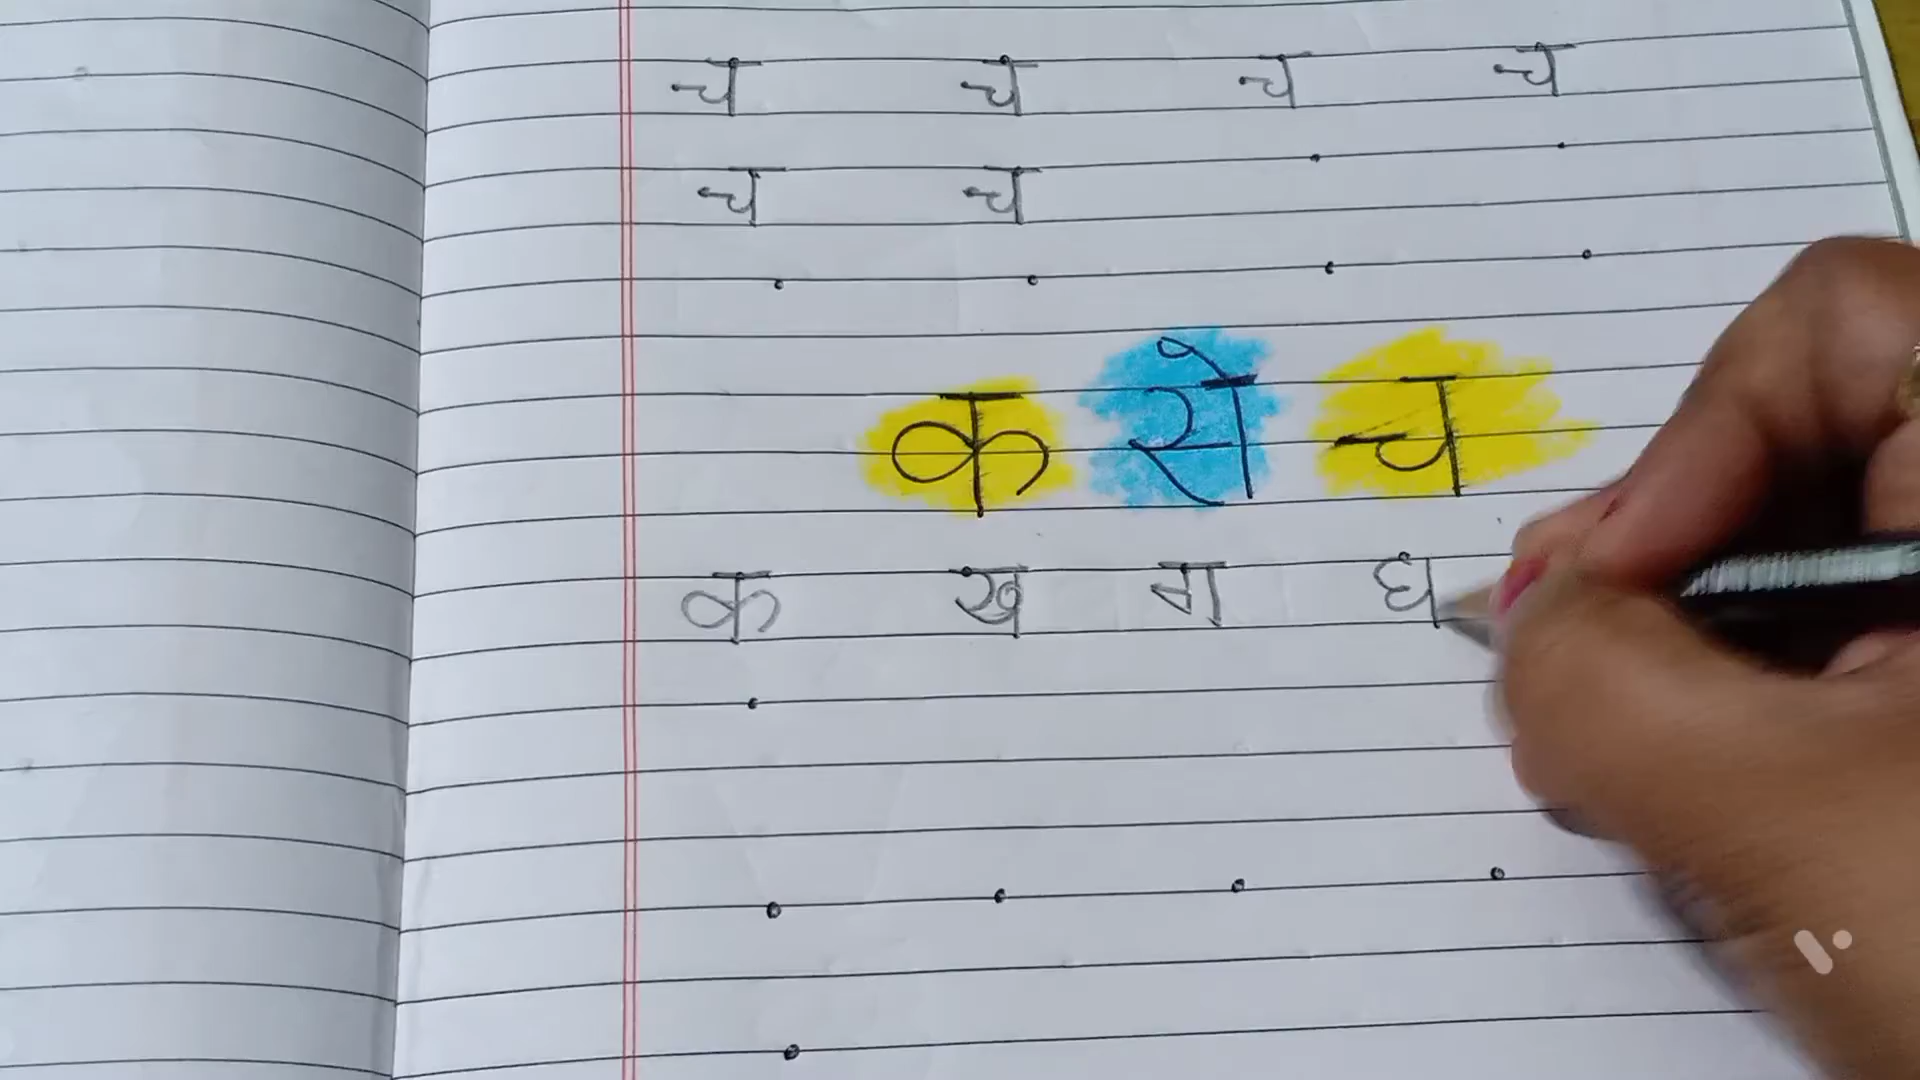 च च च च
च च
क से च
क ख ग घ